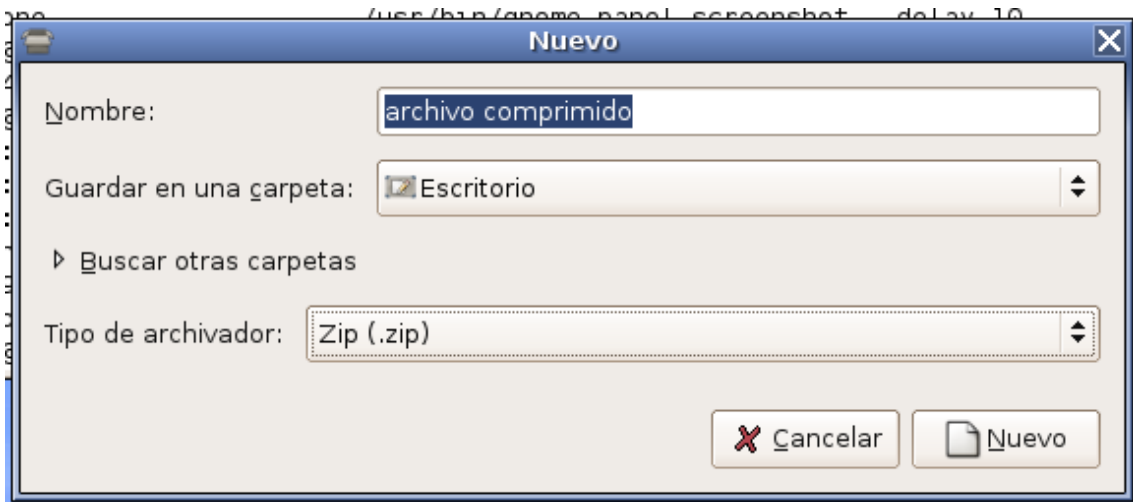 /usr/bin/gnome-panel-screenshot --delay 10
Nuevo
Nombre: archivo comprimido
Guardar en una carpeta: Escritorio
Buscar otras carpetas
Tipo de archivador: Zip (.zip)
Cancelar Nuevo